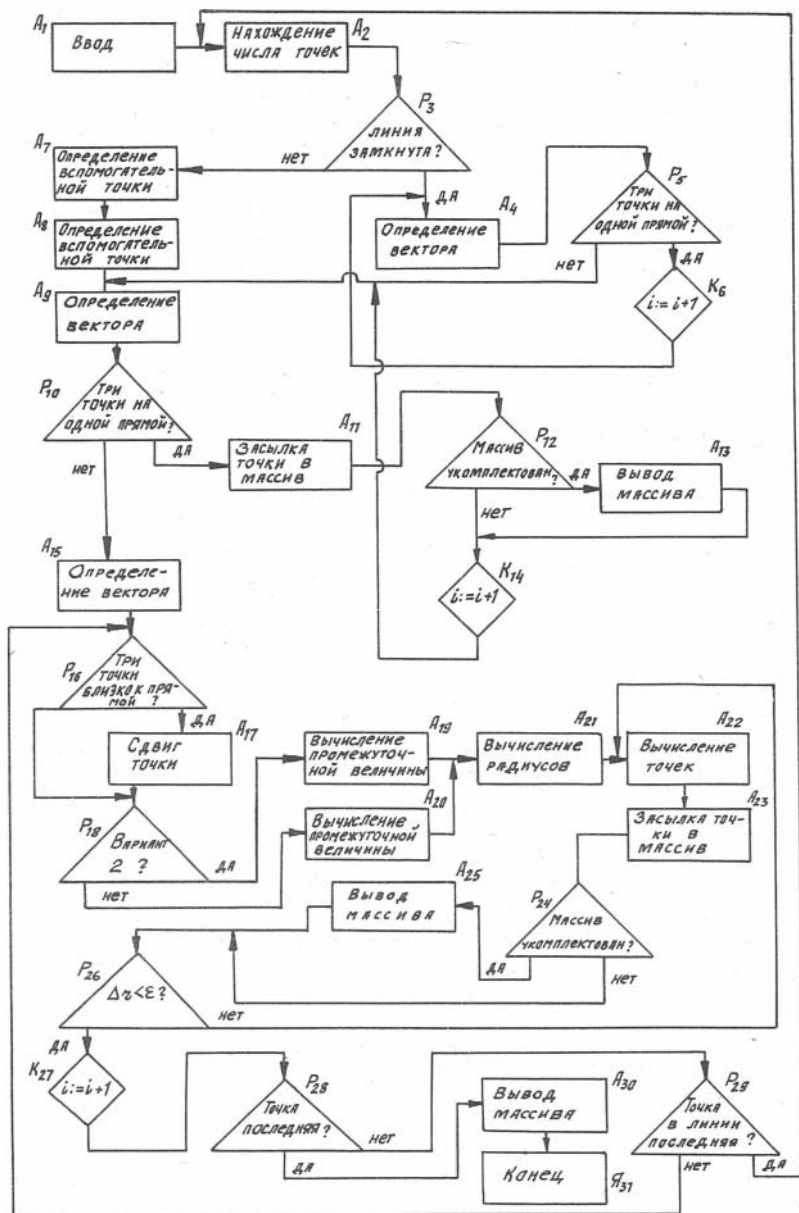 A1
Ввод
Нахождение
числа точек
A2
P3
линия
замкнута?
нет
да
A7
Определение
вспомогатель-
ной точки
A8
Определение
вспомогатель-
ной точки
A4
Определение
вектора
P5
Три
точки на
одной прямой?
нет
да
K6
i:=i+1
A9
Определение
вектора
P10
Три
точки на
одной прямой?
нет
да
A11
Засылка
точки в
массив
P12
Массив
укомплектован?
да
нет
A13
Вывод
массива
K14
i:=i+1
A15
Определе-
ние вектора
P16
Три
точки
близко к пря-
мой ?
да
A17
Сдвиг
точки
P18
Вариант
2 ?
да
нет
A19
Вычисление
промежуточ-
ной величины
A20
Вычисление
промежуточной
величины
A21
Вычисление
радиусов
A22
Вычисление
точек
A23
Засылка точ-
ки в
массив
P24
Массив
укомплектован?
да
нет
A25
Вывод
массива
P26
Δr<ε?
нет
да
K27
i:=i+1
P28
Точка
последняя?
нет
да
P29
Точка
в линии
последняя ?
нет
да
A30
Вывод
массива
Конец
Я31